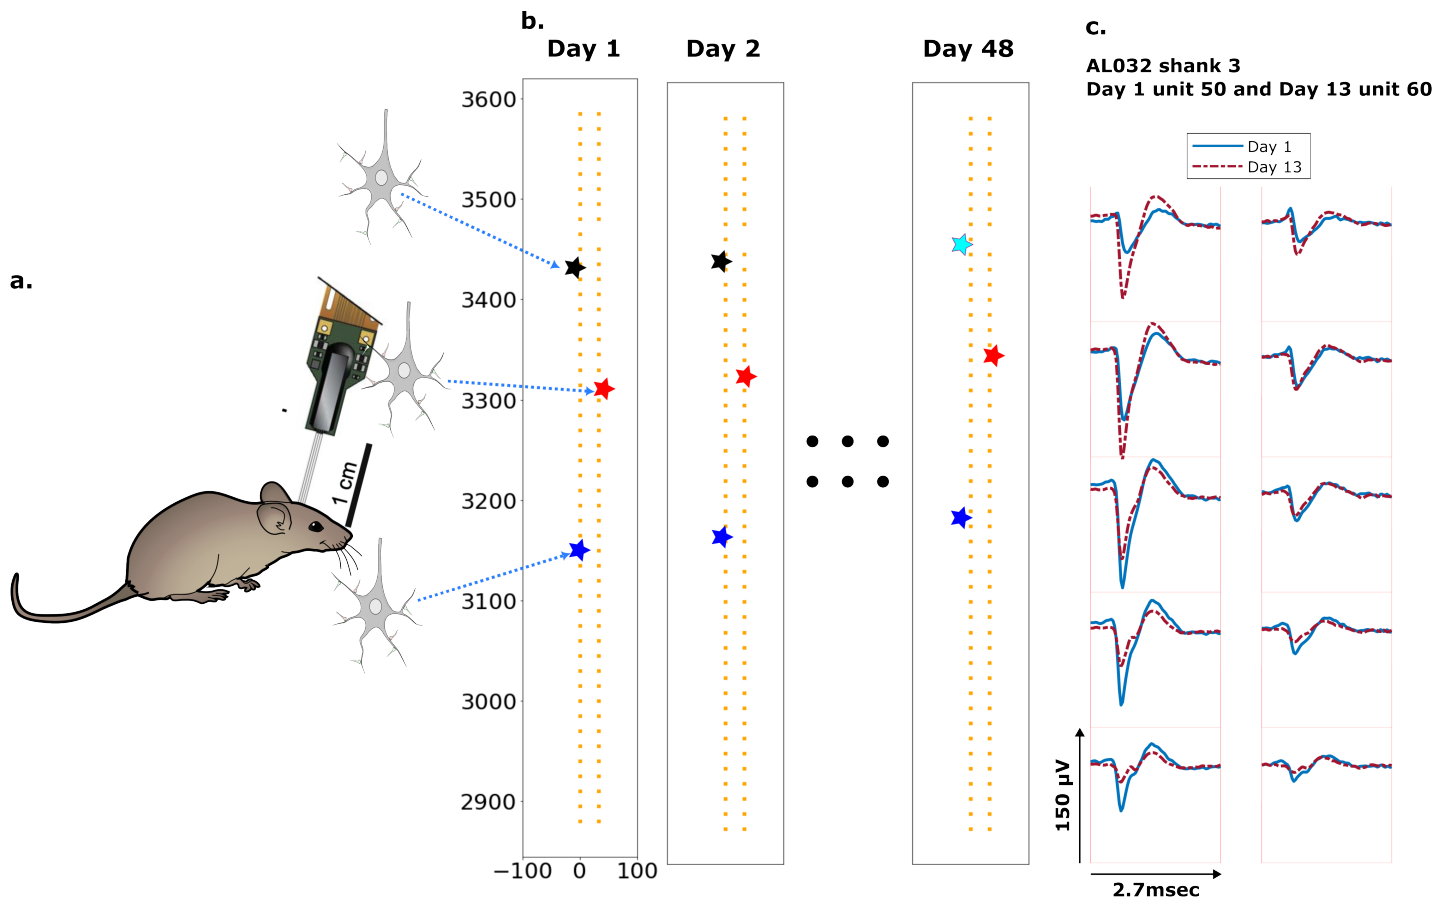 a.
1 cm
b.
Day 1
Day 2
Day 48
3600
3500
3400
3300
3200
3100
3000
2900
−100 0 100
c.
AL032 shank 3
Day 1 unit 50 and Day 13 unit 60
Day 1
Day 13
150 µV
2.7msec